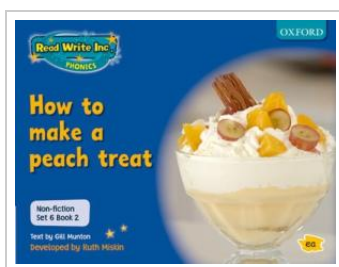 OXFORD
Read Write Inc.
PHONICS
How to
make a
peach treat
Non-fiction
Set 6 Book 2
Text by Gill Munton
Developed by Ruth Miskin
ea